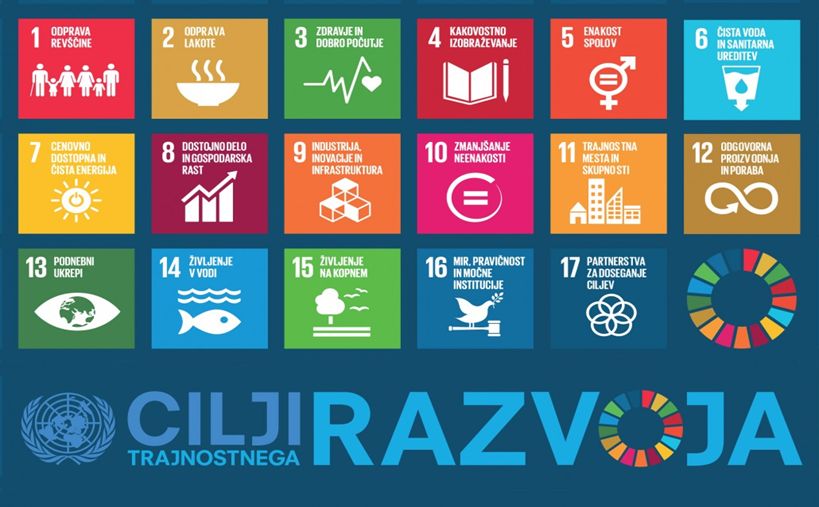 1 ODPRAVA
REVŠČINE
2 ODPRAVA
LAKOTE
3 ZDRAVJE IN
DOBRO POČUTJE
4 KAKOVOSTNO
IZOBRAŽEVANJE
5 ENAKOST
SPOLOV
6 ČISTA VODA
IN SANITARNA
UREDITEV
7 CENOVNO
DOSTOPNA IN
ČISTA ENERGIJA
8 DOSTOJNO DELO
IN GOSPODARSKA
RAST
9 INDUSTRIJA,
INOVACIJE IN
INFRASTRUKTURA
10 ZMANJŠANJE
NEENAKOSTI
11 TRAJNOSTNA
MESTA IN
SKUPNOSTI
12 ODGOVORNA
PROIZVODNJA
IN PORABA
13 PODNEBNI
UKREPI
14 ŽIVLJENJE
V VODI
15 ŽIVLJENJE
NA KOPNEM
16 MIR, PRAVIČNOST
IN MOČNE
INSTITUCIJE
17 PARTNERSTVA
ZA DOSEGANJE
CILJEV
CILJI
TRAJNOSTNEGA
RAZVOJA